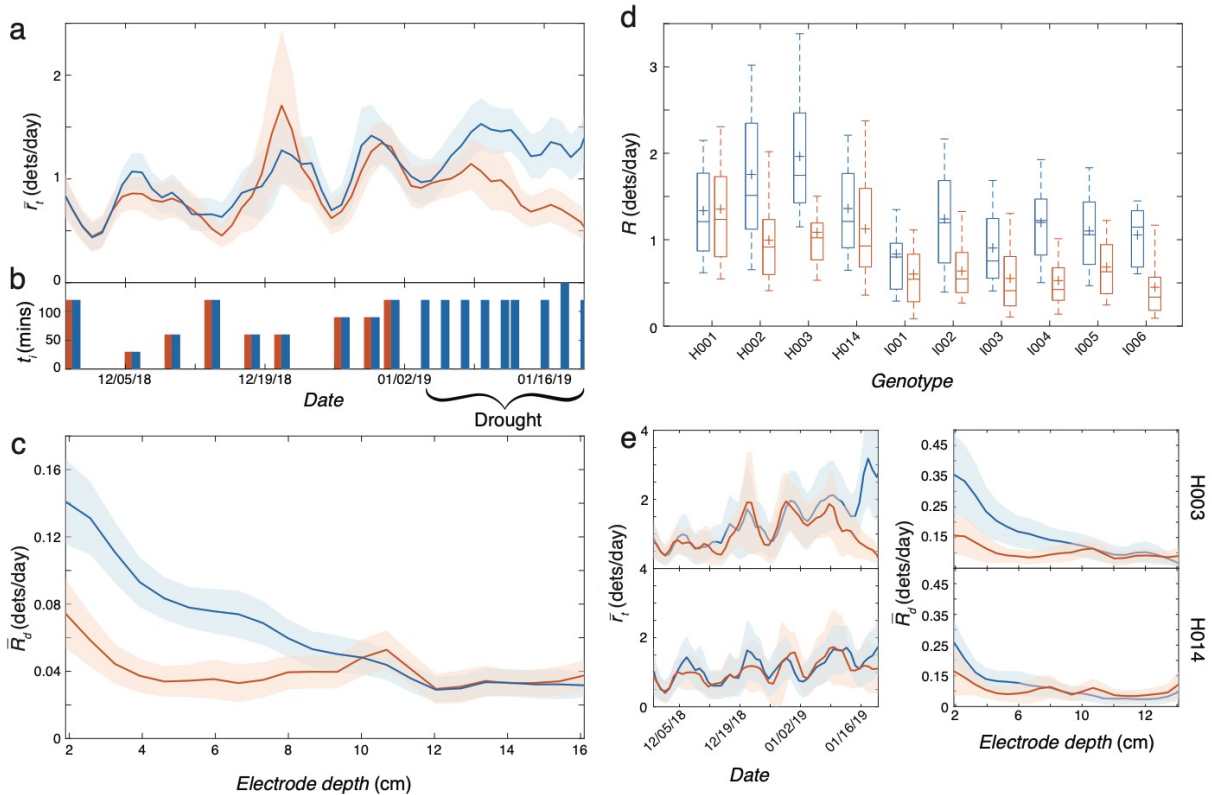 a
r̄t (dets/day)
2
1
0
b
ti (mins)
100
50
0
12/05/18
12/19/18
01/02/19
01/16/19
Date
Drought
c
R̄d (dets/day)
0.16
0.12
0.08
0.04
0
2
4
6
8
10
12
14
16
Electrode depth (cm)
d
R (dets/day)
3
2
1
0
H001
H002
H003
H014
I001
I002
I003
I004
I005
I006
Genotype
e
r̄t (dets/day)
4
2
4
2
0
12/05/18
12/19/18
01/02/19
01/16/19
Date
R̄d (dets/day)
0.45
0.35
0.25
0.15
0.45
0.35
0.25
0.15
0
2
6
10
12
Electrode depth (cm)
H003
H014